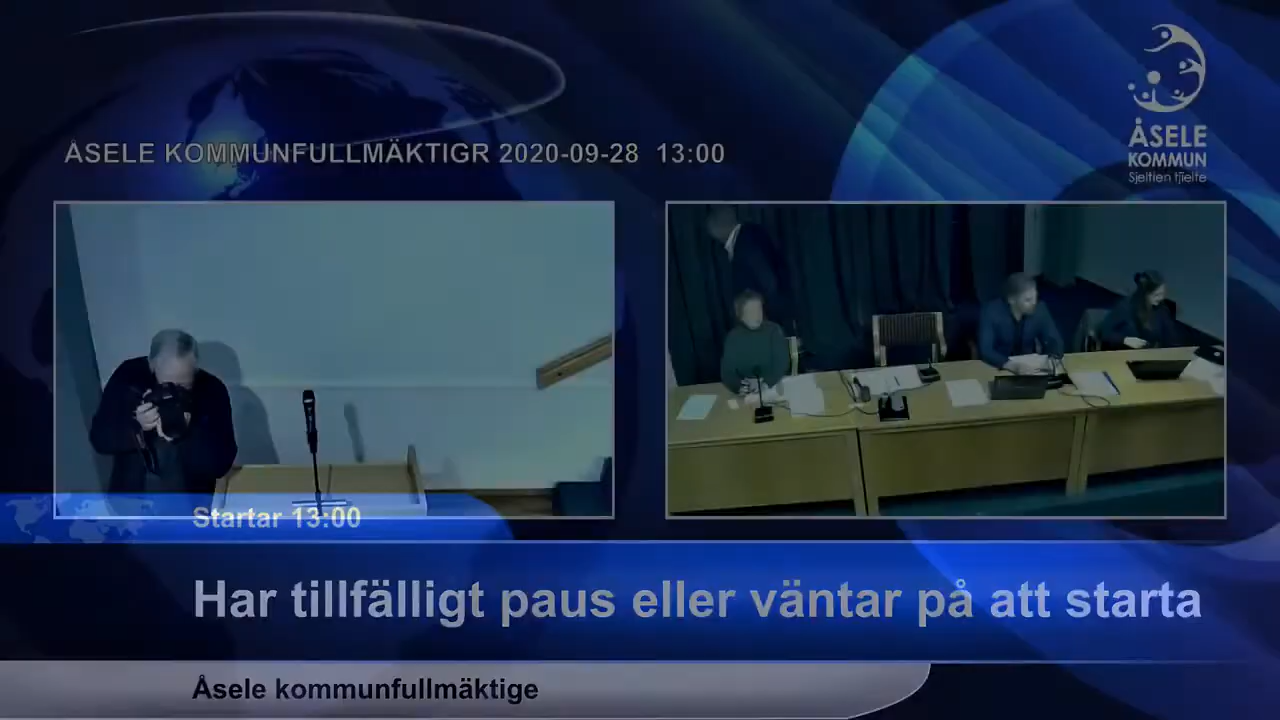 ÅSELE KOMMUNFULLMÄKTIGR 2020-09-28 13:00
ÅSELE
KOMMUN
Sjeltien tjïelte
Startar 13:00
Har tillfälligt paus eller väntar på att starta
Åsele kommunfullmäktige